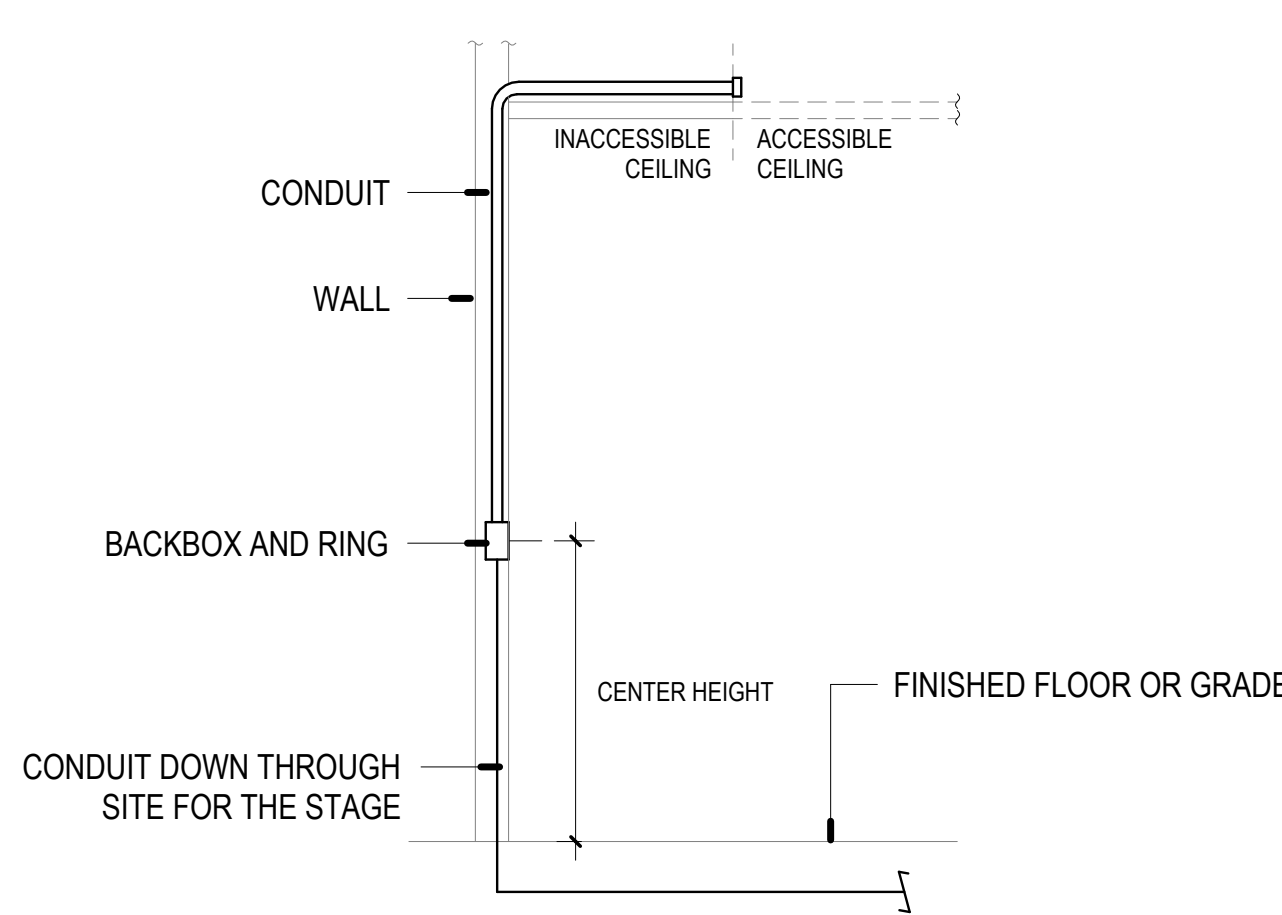 INACCESSIBLE
CEILING
ACCESSIBLE
CEILING
CONDUIT
WALL
BACKBOX AND RING
CENTER HEIGHT
FINISHED FLOOR OR GRADE
CONDUIT DOWN THROUGH
SITE FOR THE STAGE